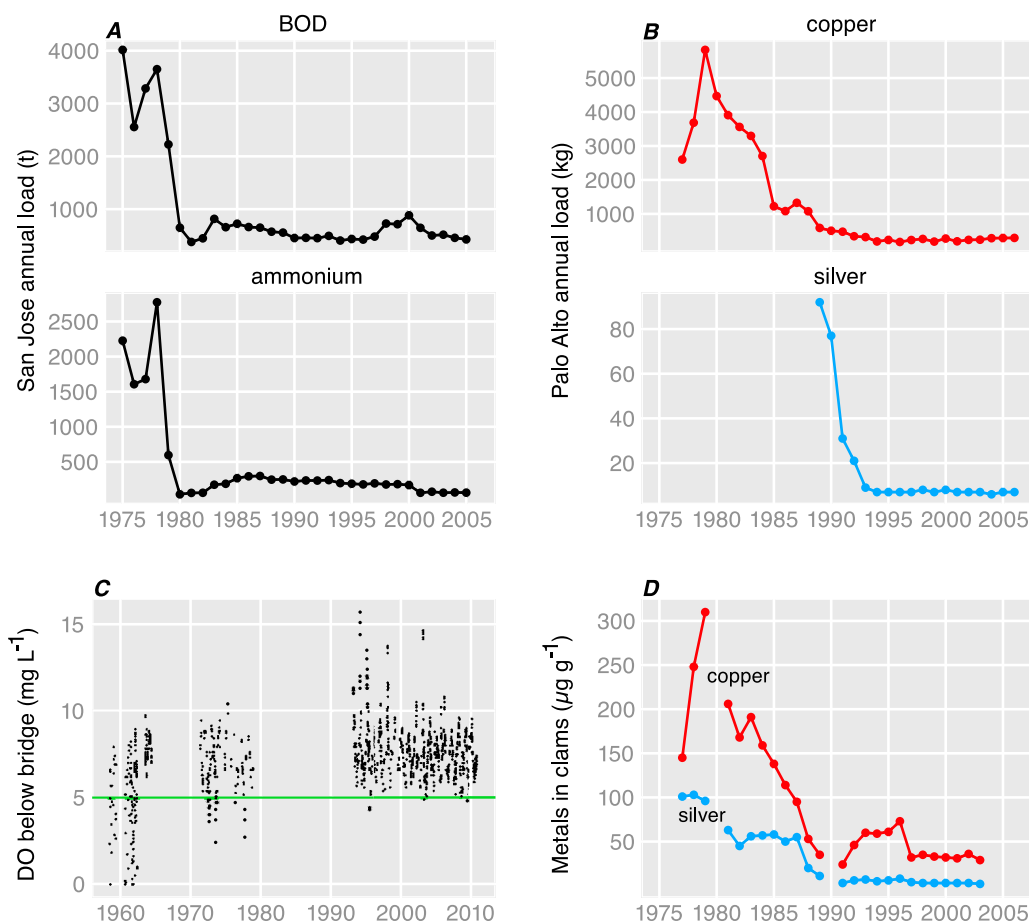 A
BOD
4000
3000
2000
1000
ammonium
2500
2000
1500
1000
500
1975 1980 1985 1990 1995 2000 2005
San Jose annual load (t)
B
copper
5000
4000
3000
2000
1000
silver
80
60
40
20
1975 1980 1985 1990 1995 2000 2005
Palo Alto annual load (kg)
C
15
10
5
0
1960 1970 1980 1990 2000 2010
DO below bridge (mg L⁻¹)
D
300
250
200
150
100
50
copper
silver
1975 1980 1985 1990 1995 2000 2005
Metals in clams (µg g⁻¹)